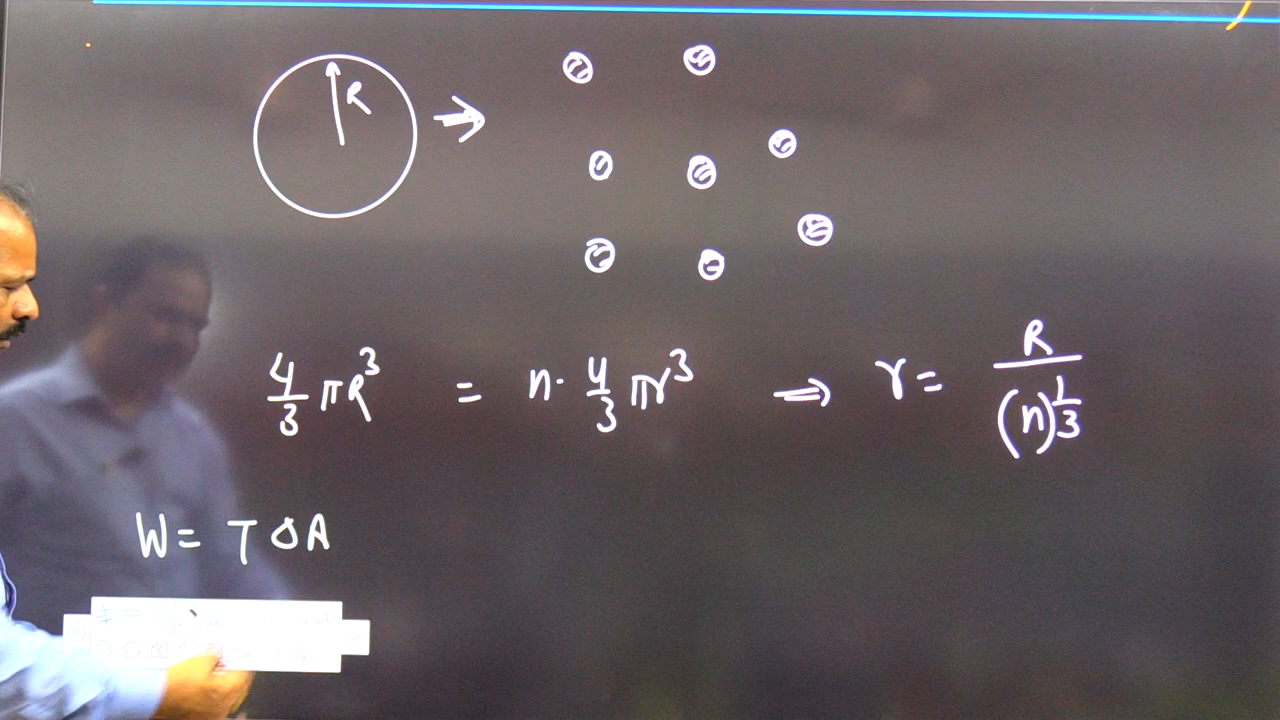 R
4/3 πR³ = n· 4/3 πr³ ⇒ r = R/(n)^1/3
W = TΔA